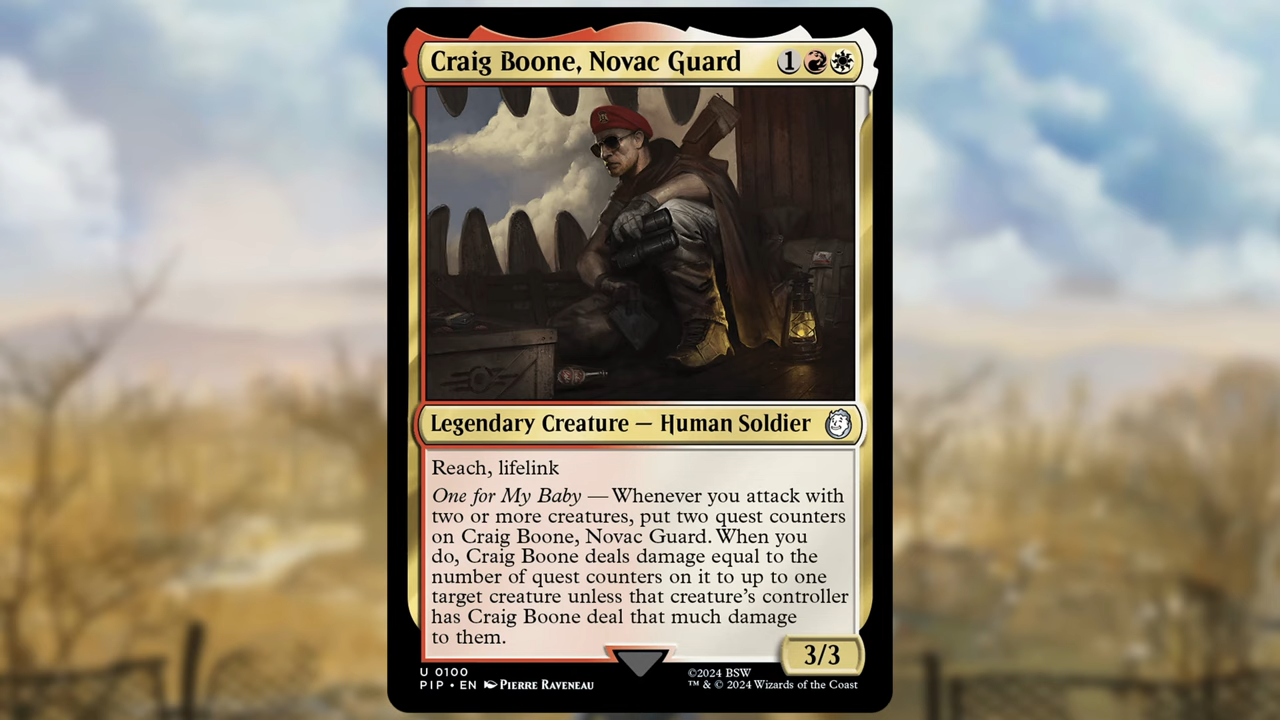 Craig Boone, Novac Guard 1
Legendary Creature — Human Soldier
Reach, lifelink
One for My Baby — Whenever you attack with
two or more creatures, put two quest counters
on Craig Boone, Novac Guard. When you
do, Craig Boone deals damage equal to the
number of quest counters on it to up to one
target creature unless that creature's controller
has Craig Boone deal that much damage
to them.
3/3
U 0100
PIP • EN Pierre Raveneau
©2024 BSW
™ & © 2024 Wizards of the Coast